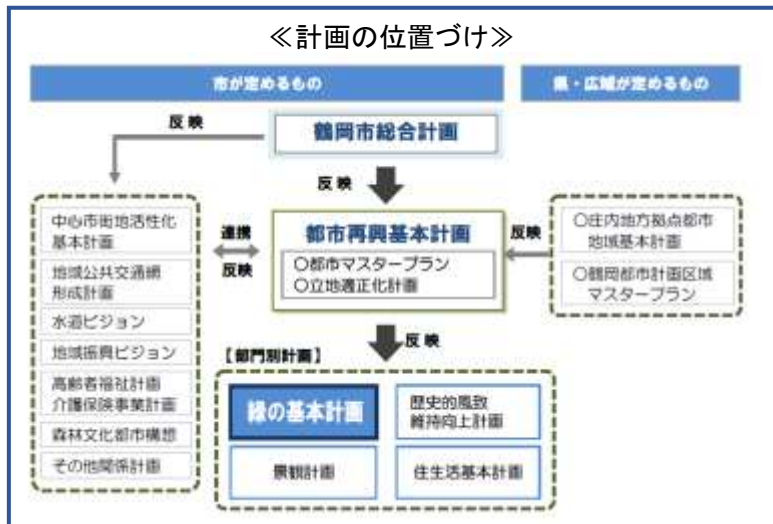 ≪計画の位置づけ≫
市が定めるもの
県・広域が定めるもの
反映
鶴岡市総合計画
反映
中心市街地活性化
基本計画
地域公共交通網
形成計画
水道ビジョン
地域振興ビジョン
高齢者福祉計画
介護保険事業計画
森林文化都市構想
その他関係計画
連携
反映
都市再興基本計画
〇都市マスタープラン
〇立地適正化計画
反映
〇庄内地方拠点都市
地域基本計画
〇鶴岡都市計画区域
マスタープラン
反映
【部門別計画】
緑の基本計画
歴史的風致
維持向上計画
景観計画
住生活基本計画